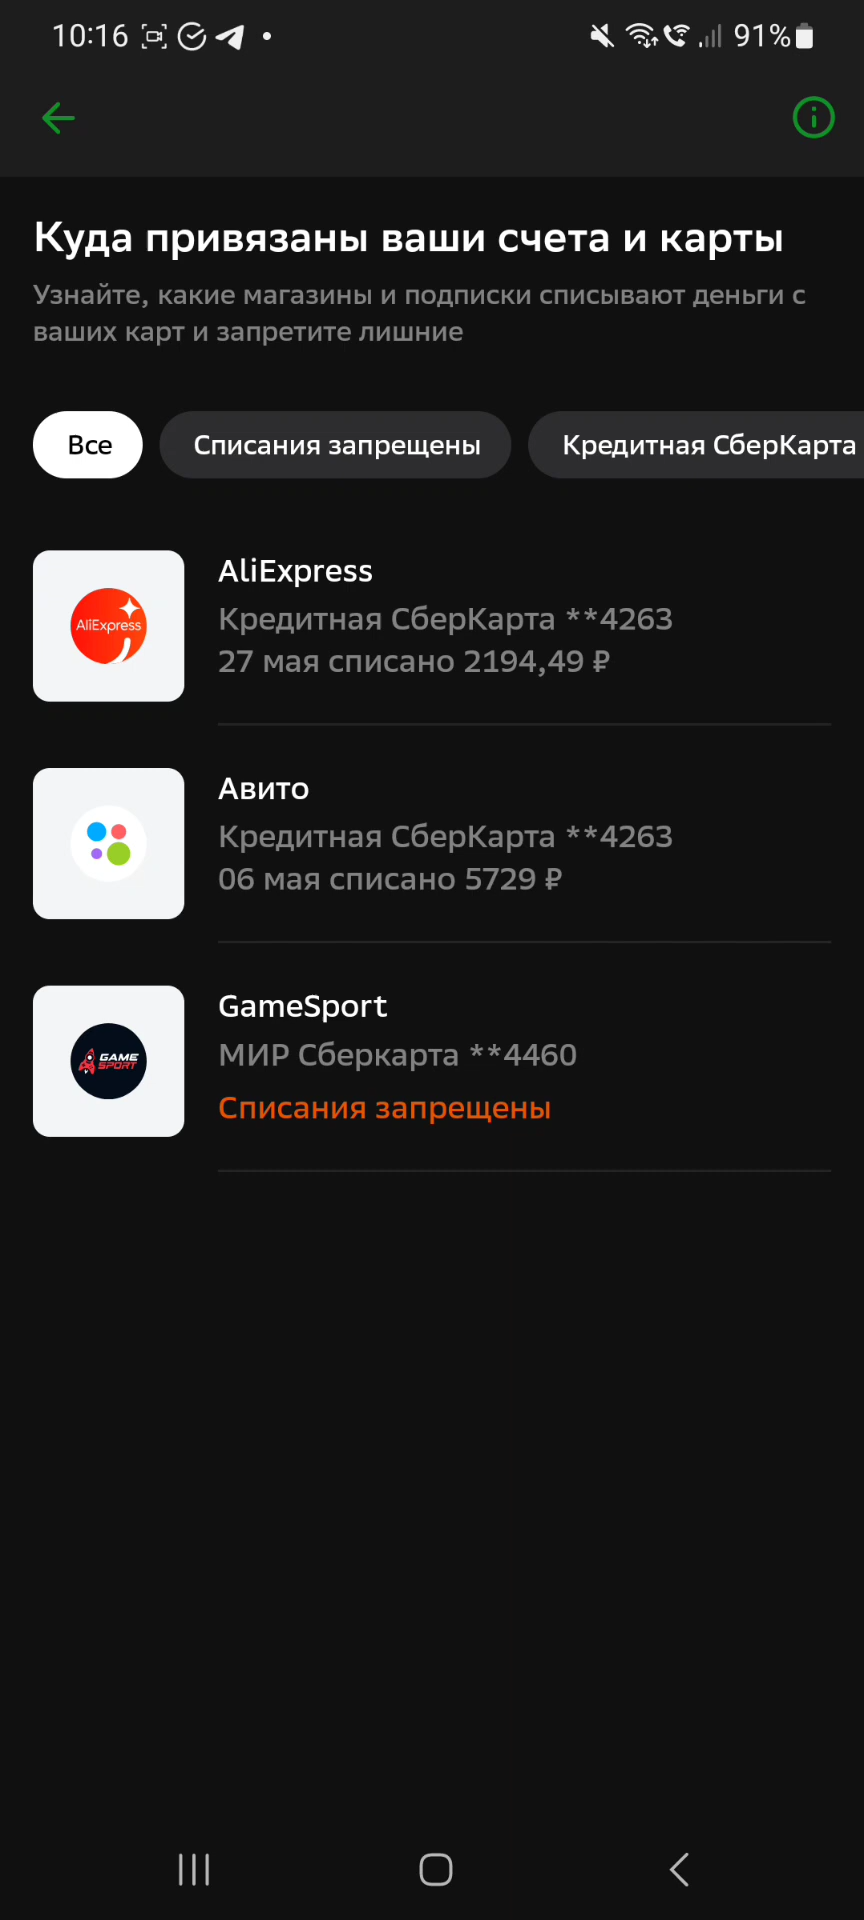 10:16
91%
Куда привязаны ваши счета и карты
Узнайте, какие магазины и подписки списывают деньги с
ваших карт и запретите лишние
Все
Списания запрещены
Кредитная СберКарта
AliExpress
AliExpress
Кредитная СберКарта **4263
27 мая списано 2194,49 ₽
Авито
Кредитная СберКарта **4263
06 мая списано 5729 ₽
GAME
SPORT
GameSport
МИР Сберкарта **4460
Списания запрещены